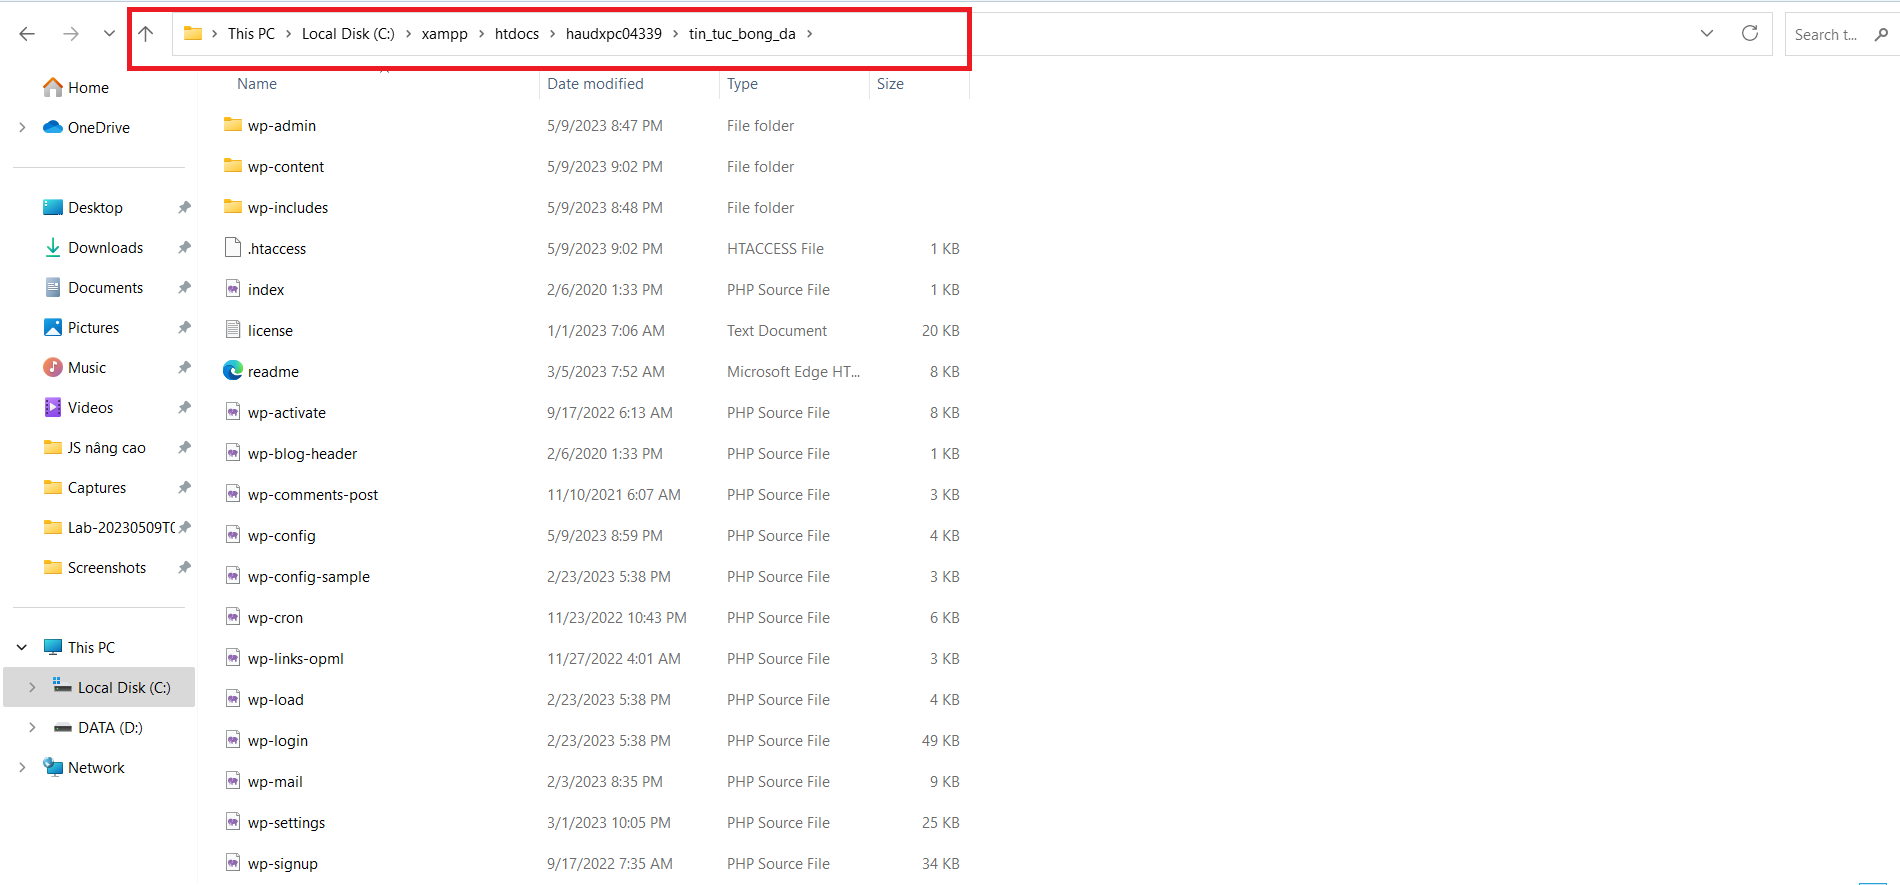 This PC > Local Disk (C:) > xampp > htdocs > haudxpc04339 > tin_tuc_bong_da >
Search t...
Name Date modified Type Size
Home
OneDrive
Desktop
Downloads
Documents
Pictures
Music
Videos
JS nâng cao
Captures
Lab-20230509T(
Screenshots
This PC
Local Disk (C:)
DATA (D:)
Network
wp-admin 5/9/2023 8:47 PM File folder
wp-content 5/9/2023 9:02 PM File folder
wp-includes 5/9/2023 8:48 PM File folder
.htaccess 5/9/2023 9:02 PM HTACCESS File 1 KB
index 2/6/2020 1:33 PM PHP Source File 1 KB
license 1/1/2023 7:06 AM Text Document 20 KB
readme 3/5/2023 7:52 AM Microsoft Edge HT... 8 KB
wp-activate 9/17/2022 6:13 AM PHP Source File 8 KB
wp-blog-header 2/6/2020 1:33 PM PHP Source File 1 KB
wp-comments-post 11/10/2021 6:07 AM PHP Source File 3 KB
wp-config 5/9/2023 8:59 PM PHP Source File 4 KB
wp-config-sample 2/23/2023 5:38 PM PHP Source File 3 KB
wp-cron 11/23/2022 10:43 PM PHP Source File 6 KB
wp-links-opml 11/27/2022 4:01 AM PHP Source File 3 KB
wp-load 2/23/2023 5:38 PM PHP Source File 4 KB
wp-login 2/23/2023 5:38 PM PHP Source File 49 KB
wp-mail 2/3/2023 8:35 PM PHP Source File 9 KB
wp-settings 3/1/2023 10:05 PM PHP Source File 25 KB
wp-signup 9/17/2022 7:35 AM PHP Source File 34 KB